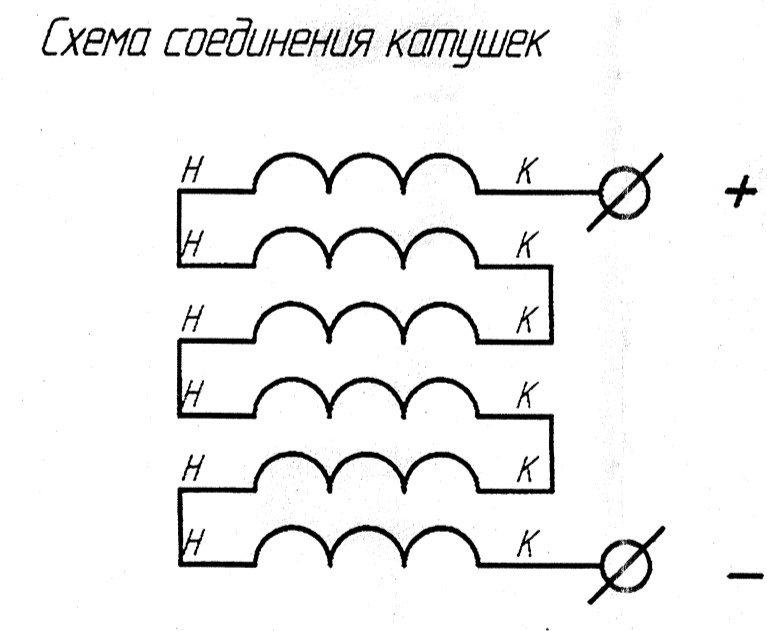 Схема соединения катушек
Н К +
Н К
Н К
Н К
Н К
Н К −